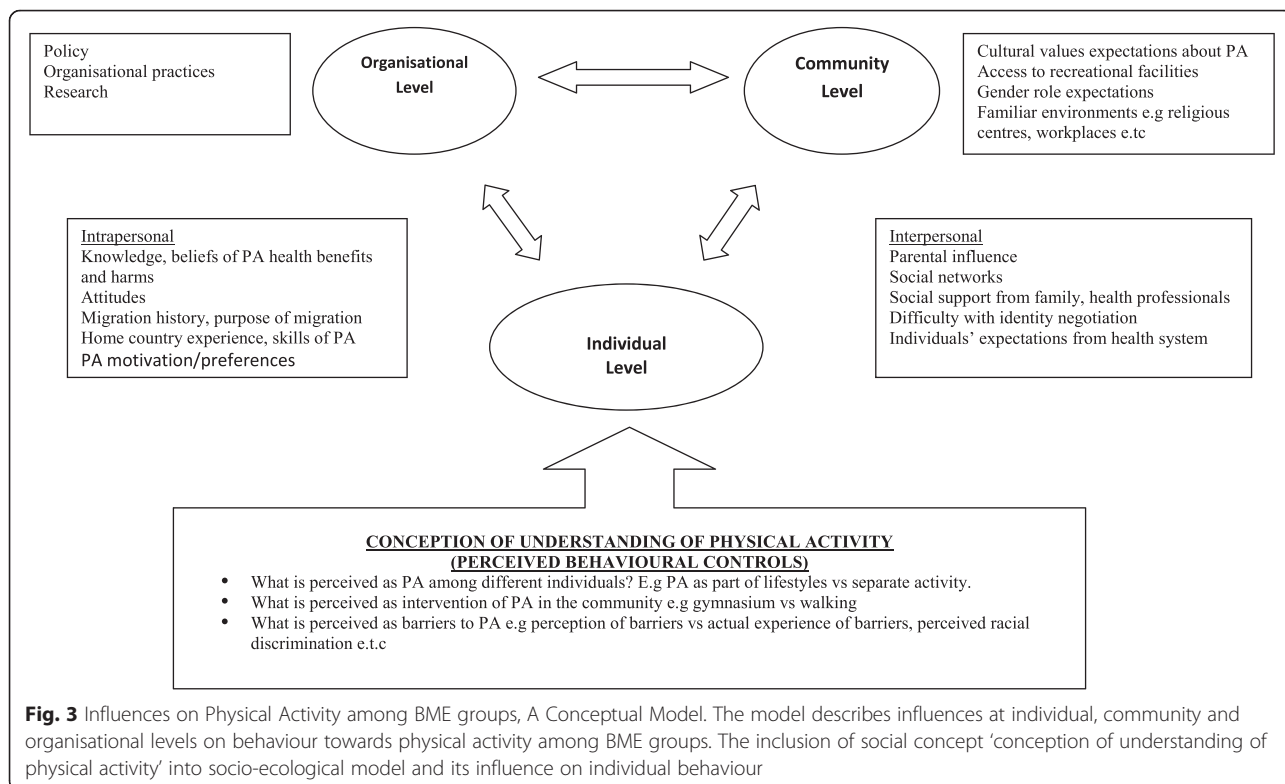 Policy
Organisational practices
Research
Organisational
Level
Community
Level
Cultural values expectations about PA
Access to recreational facilities
Gender role expectations
Familiar environments e.g religious
centres, workplaces e.tc
Intrapersonal
Knowledge, beliefs of PA health benefits
and harms
Attitudes
Migration history, purpose of migration
Home country experience, skills of PA
PA motivation/preferences
Individual
Level
Interpersonal
Parental influence
Social networks
Social support from family, health professionals
Difficulty with identity negotiation
Individuals' expectations from health system
CONCEPTION OF UNDERSTANDING OF PHYSICAL ACTIVITY
(PERCEIVED BEHAVIOURAL CONTROLS)
• What is perceived as PA among different individuals? E.g PA as part of lifestyles vs separate activity.
• What is perceived as intervention of PA in the community e.g gymnasium vs walking
• What is perceived as barriers to PA e.g perception of barriers vs actual experience of barriers, perceived racial
discrimination e.t.c
Fig. 3 Influences on Physical Activity among BME groups, A Conceptual Model. The model describes influences at individual, community and
organisational levels on behaviour towards physical activity among BME groups. The inclusion of social concept 'conception of understanding of
physical activity' into socio-ecological model and its influence on individual behaviour